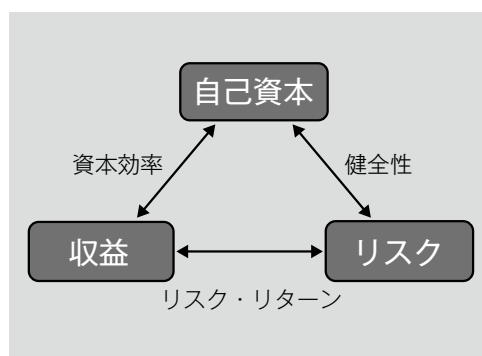 自己資本
資本効率
健全性
収益
リスク
リスク・リターン